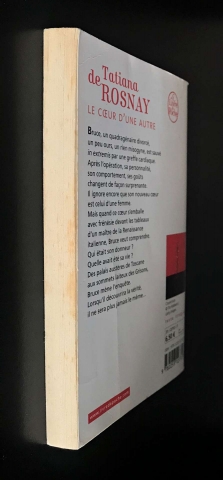 Tatiana
de ROSNAY
LE CŒUR D'UNE AUTRE
Bruce, un quadragénaire divorcé,
un peu ours, un rien misogyne, est sauvé
in extremis par une greffe cardiaque.
Après l'opération, sa personnalité,
son comportement, ses goûts
changent de façon surprenante.
Il ignore encore que son nouveau cœur
est celui d'une femme.
Mais quand ce cœur s'emballe
avec frénésie devant les tableaux
d'un maître de la Renaissance
italienne, Bruce veut comprendre.
Qui était son donneur ?
Quelle avait été sa vie ?
Des palais austères de Toscane
aux sommets laiteux des Grisons,
Bruce mène l'enquête.
Lorsqu'il découvrira la vérité,
il ne sera plus jamais le même...